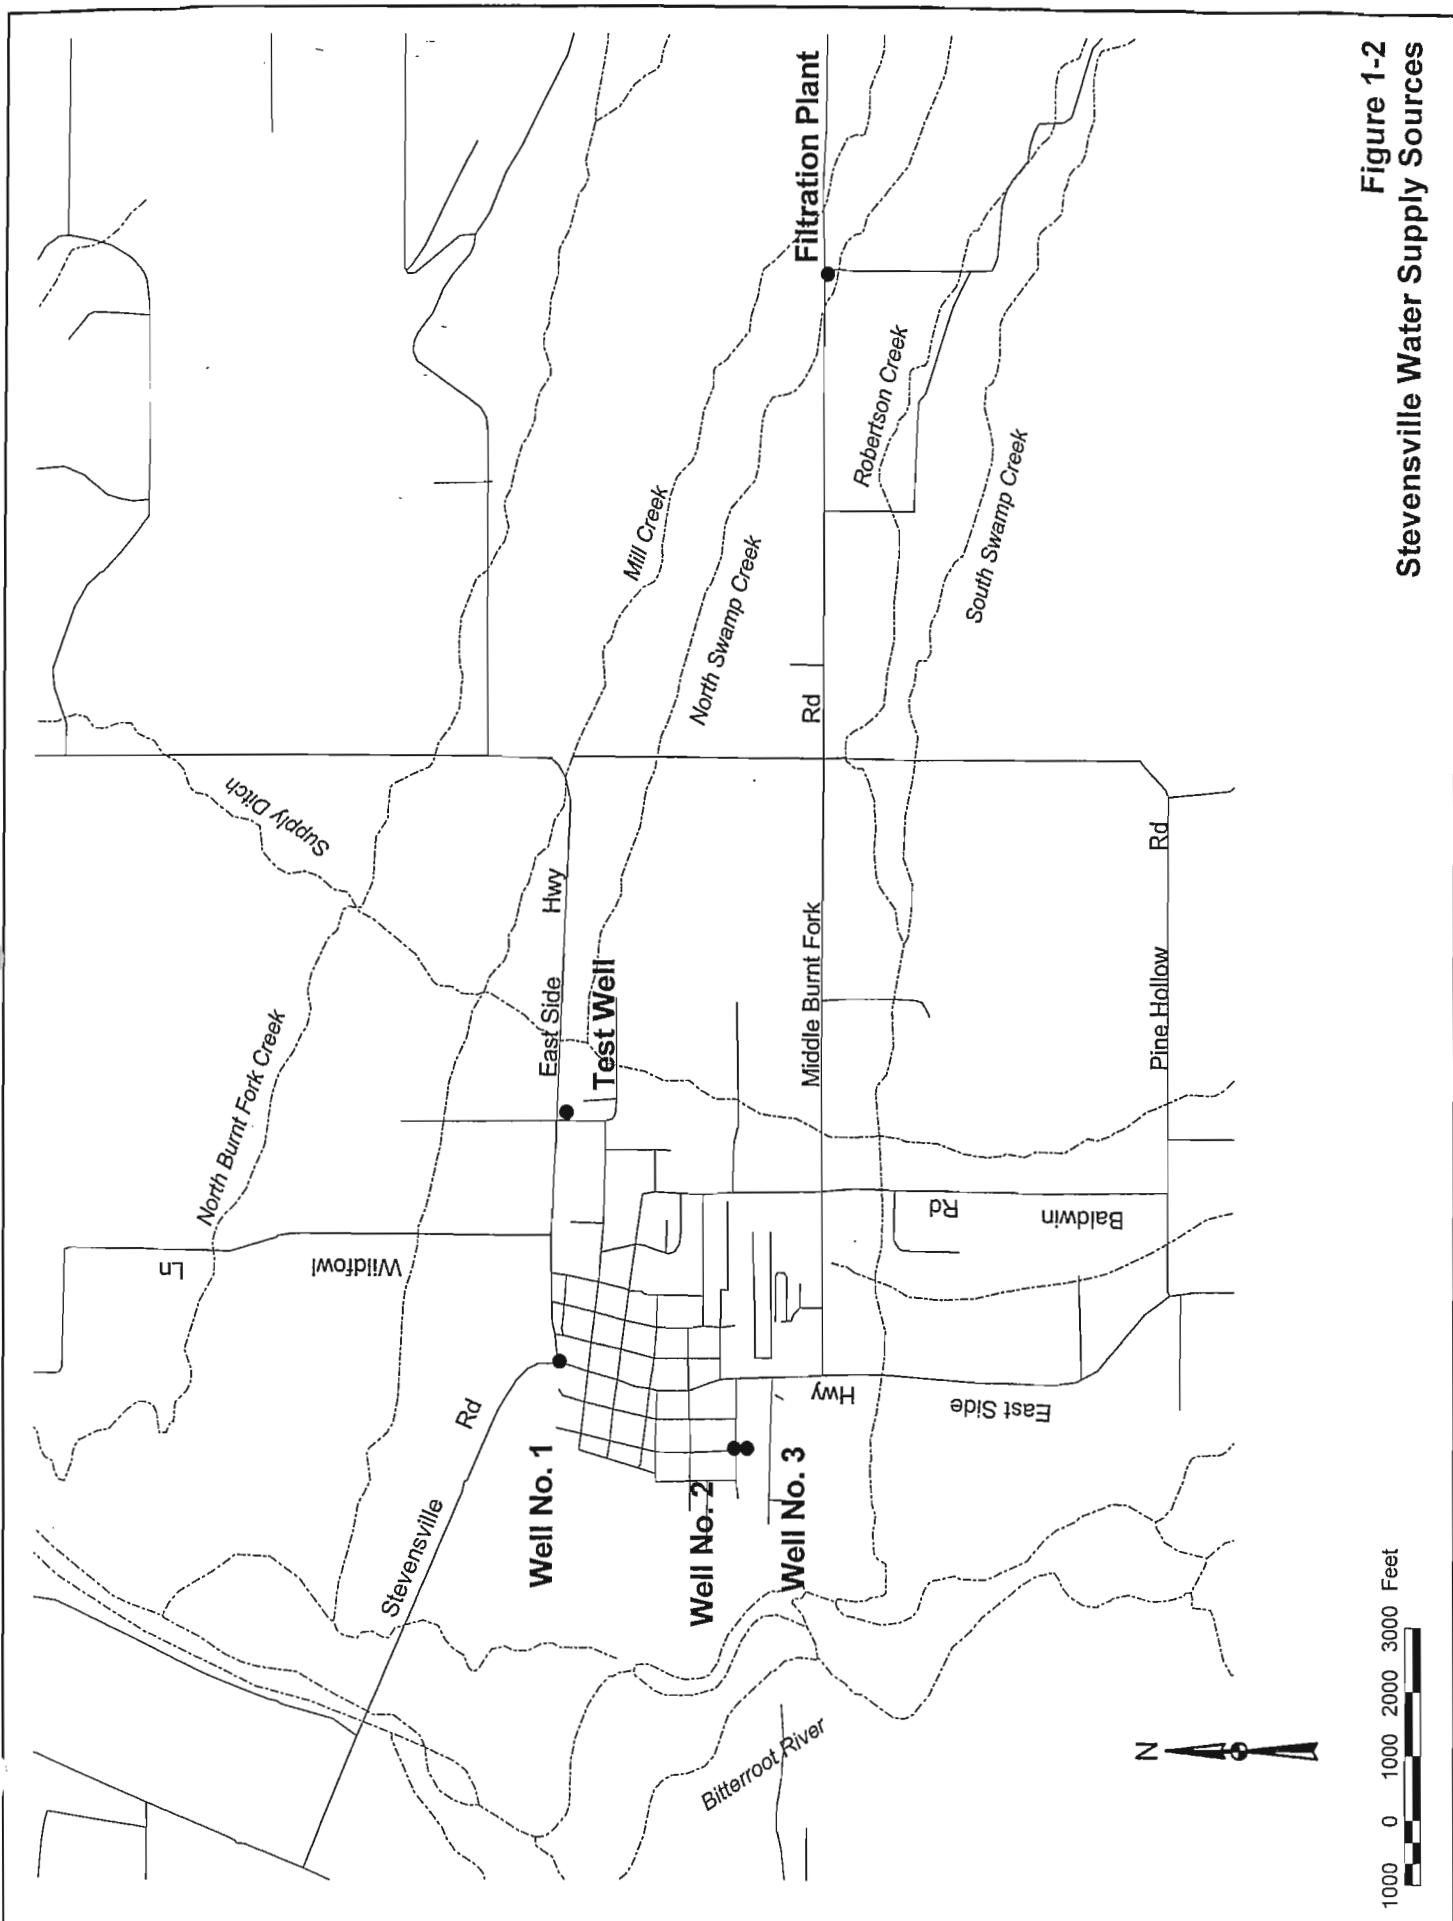 Supply Ditch
North Burnt Fork Creek
Mill Creek
North Swamp Creek
Filtration Plant
Robertson Creek
South Swamp Creek
Wildfowl
Ln
East Side
Hwy
Test Well
Stevensville
Rd
Well No. 1
Well No. 2
Well No. 3
Middle Burnt Fork
Rd
Baldwin
Rd
East Side
Hwy
Pine Hollow
Rd
Bitterroot River
N
1000 0 1000 2000 3000 Feet
Figure 1-2
Stevensville Water Supply Sources